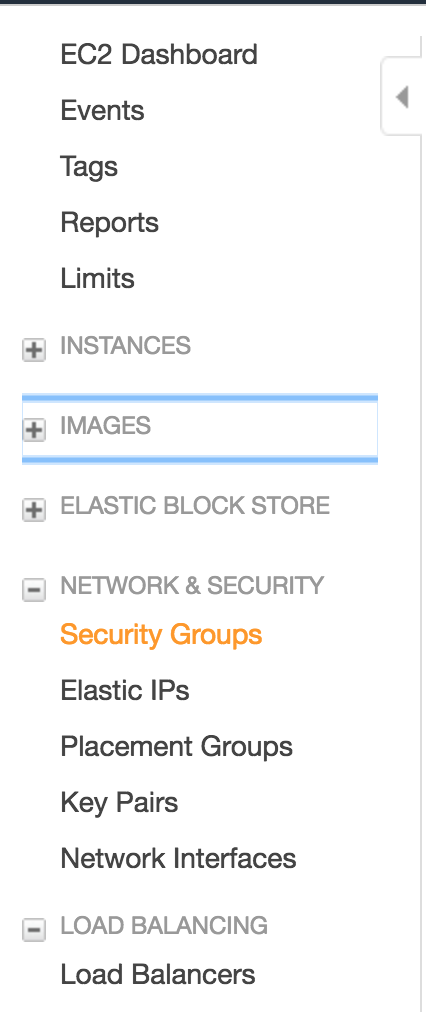 EC2 Dashboard
Events
Tags
Reports
Limits
INSTANCES
IMAGES
ELASTIC BLOCK STORE
NETWORK & SECURITY
Security Groups
Elastic IPs
Placement Groups
Key Pairs
Network Interfaces
LOAD BALANCING
Load Balancers